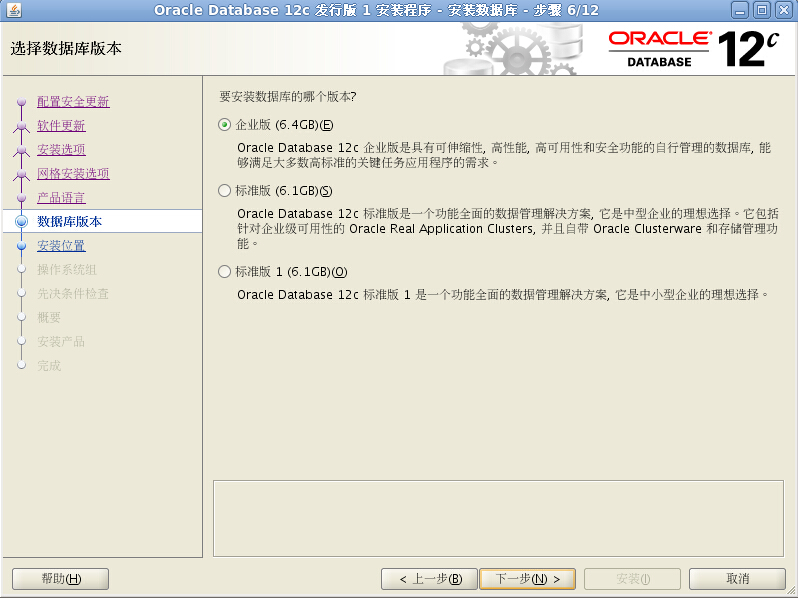 Oracle Database 12c 发行版 1 安装程序 - 安装数据库 - 步骤 6/12
选择数据库版本
ORACLE
DATABASE
12c
配置安全更新
软件更新
安装选项
网格安装选项
产品语言
数据库版本
安装位置
操作系统组
先决条件检查
概要
安装产品
完成
要安装数据库的哪个版本?
企业版 (6.4GB)(E)
Oracle Database 12c 企业版是具有可伸缩性, 高性能, 高可用性和安全功能的自行管理的数据库, 能
够满足大多数高标准的关键任务应用程序的需求。
标准版 (6.1GB)(S)
Oracle Database 12c 标准版是一个功能全面的数据管理解决方案, 它是中型企业的理想选择。它包括
针对企业级可用性的 Oracle Real Application Clusters, 并且自带 Oracle Clusterware 和存储管理功
能。
标准版 1 (6.1GB)(O)
Oracle Database 12c 标准版 1 是一个功能全面的数据管理解决方案, 它是中小型企业的理想选择。
帮助(H)
< 上一步(B)
下一步(N) >
安装(I)
取消